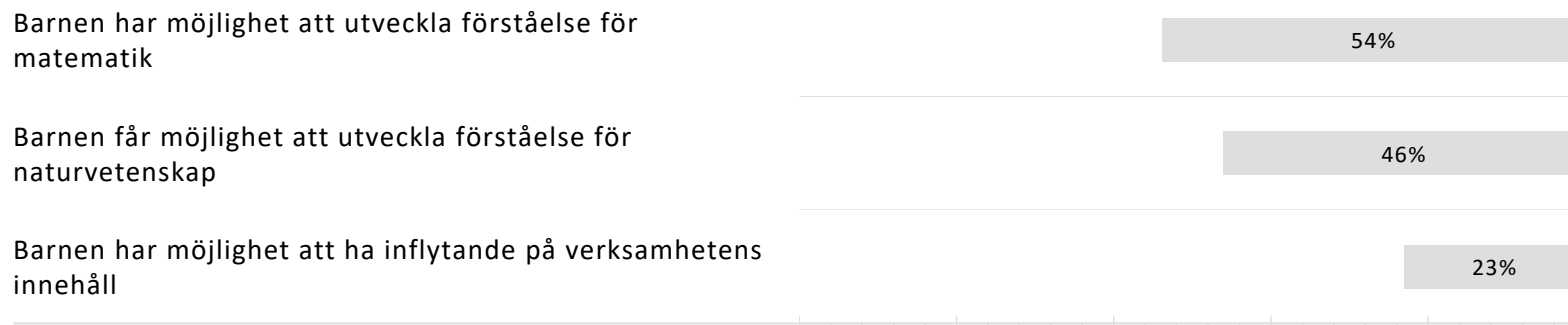 Barnen har möjlighet att utveckla förståelse för
matematik
54%
Barnen får möjlighet att utveckla förståelse för
naturvetenskap
46%
Barnen har möjlighet att ha inflytande på verksamhetens
innehåll
23%